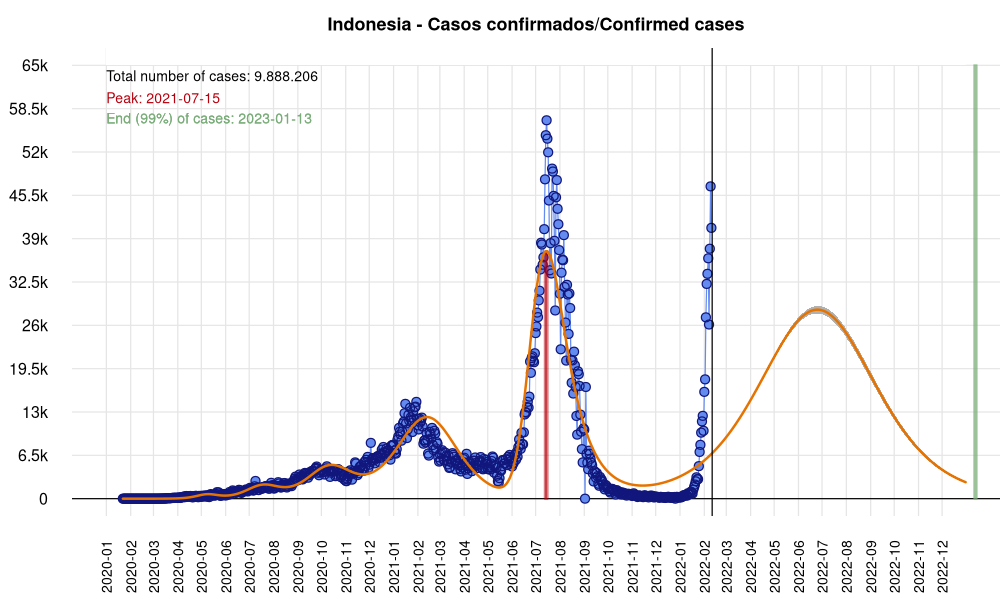 Indonesia - Casos confirmados/Confirmed cases
Total number of cases: 9.888.206
Peak: 2021-07-15
End (99%) of cases: 2023-01-13
65k
58.5k
52k
45.5k
39k
32.5k
26k
19.5k
13k
6.5k
0
2020-01
2020-02
2020-03
2020-04
2020-05
2020-06
2020-07
2020-08
2020-09
2020-10
2020-11
2020-12
2021-01
2021-02
2021-03
2021-04
2021-05
2021-06
2021-07
2021-08
2021-09
2021-10
2021-11
2021-12
2022-01
2022-02
2022-03
2022-04
2022-05
2022-06
2022-07
2022-08
2022-09
2022-10
2022-11
2022-12